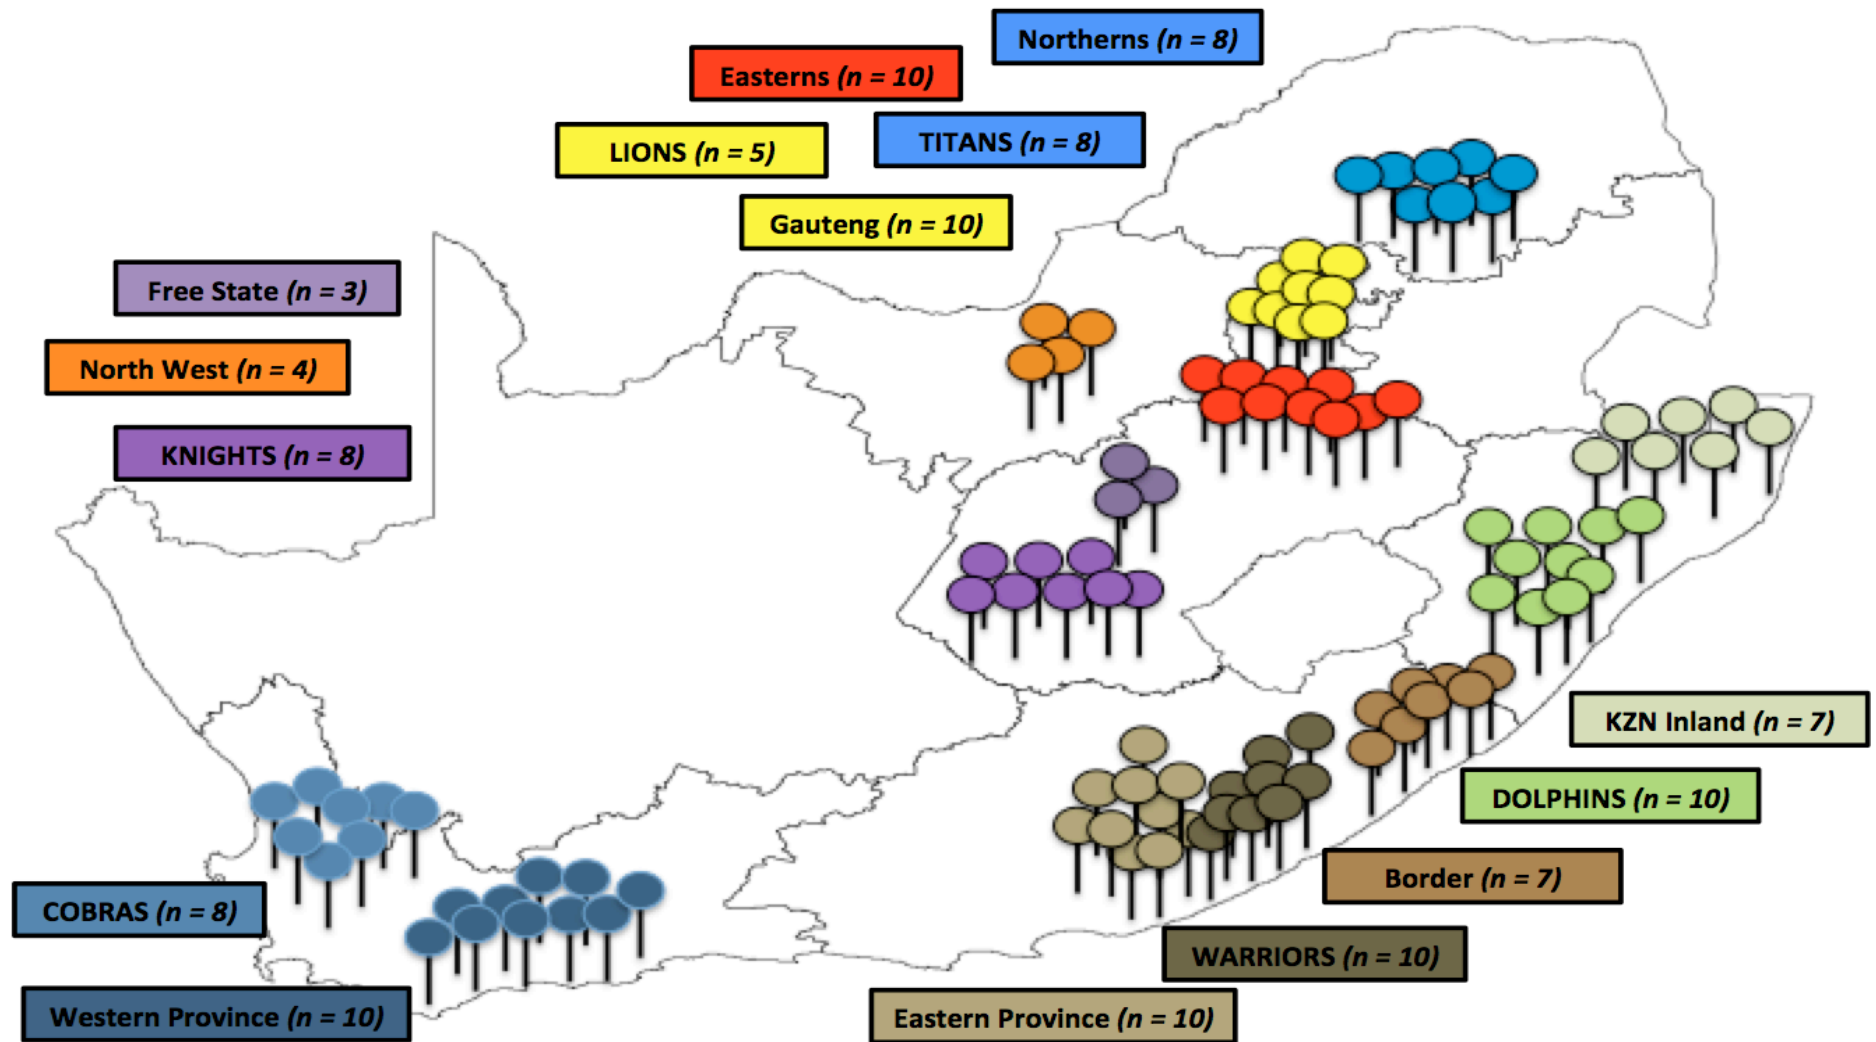 Northerns (n = 8)
Easterns (n = 10)
TITANS (n = 8)
LIONS (n = 5)
Gauteng (n = 10)
Free State (n = 3)
North West (n = 4)
KNIGHTS (n = 8)
KZN Inland (n = 7)
DOLPHINS (n = 10)
Border (n = 7)
COBRAS (n = 8)
WARRIORS (n = 10)
Western Province (n = 10)
Eastern Province (n = 10)